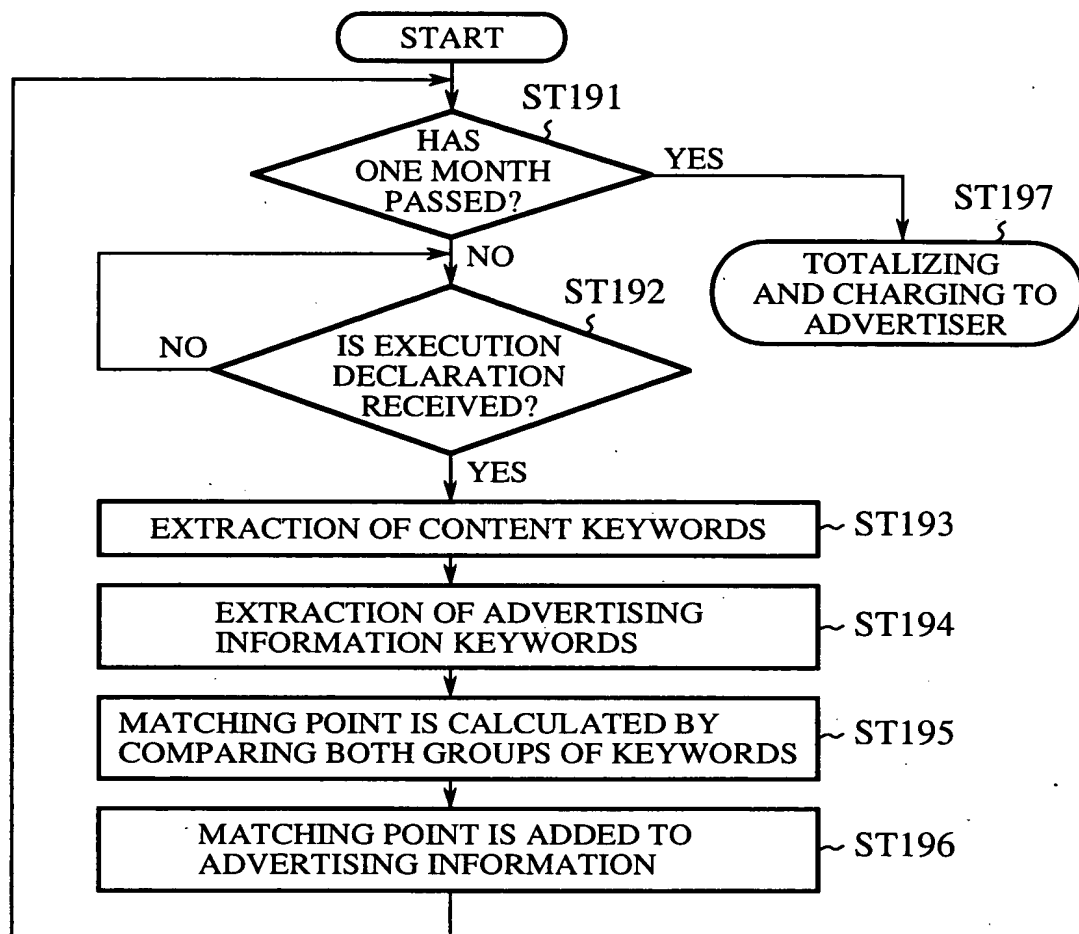 START
ST191
HAS
ONE MONTH
PASSED?
YES
ST197
TOTALIZING
AND CHARGING TO
ADVERTISER
NO
ST192
IS EXECUTION
DECLARATION
RECEIVED?
NO
YES
EXTRACTION OF CONTENT KEYWORDS
ST193
EXTRACTION OF ADVERTISING
INFORMATION KEYWORDS
ST194
MATCHING POINT IS CALCULATED BY
COMPARING BOTH GROUPS OF KEYWORDS
ST195
MATCHING POINT IS ADDED TO
ADVERTISING INFORMATION
ST196